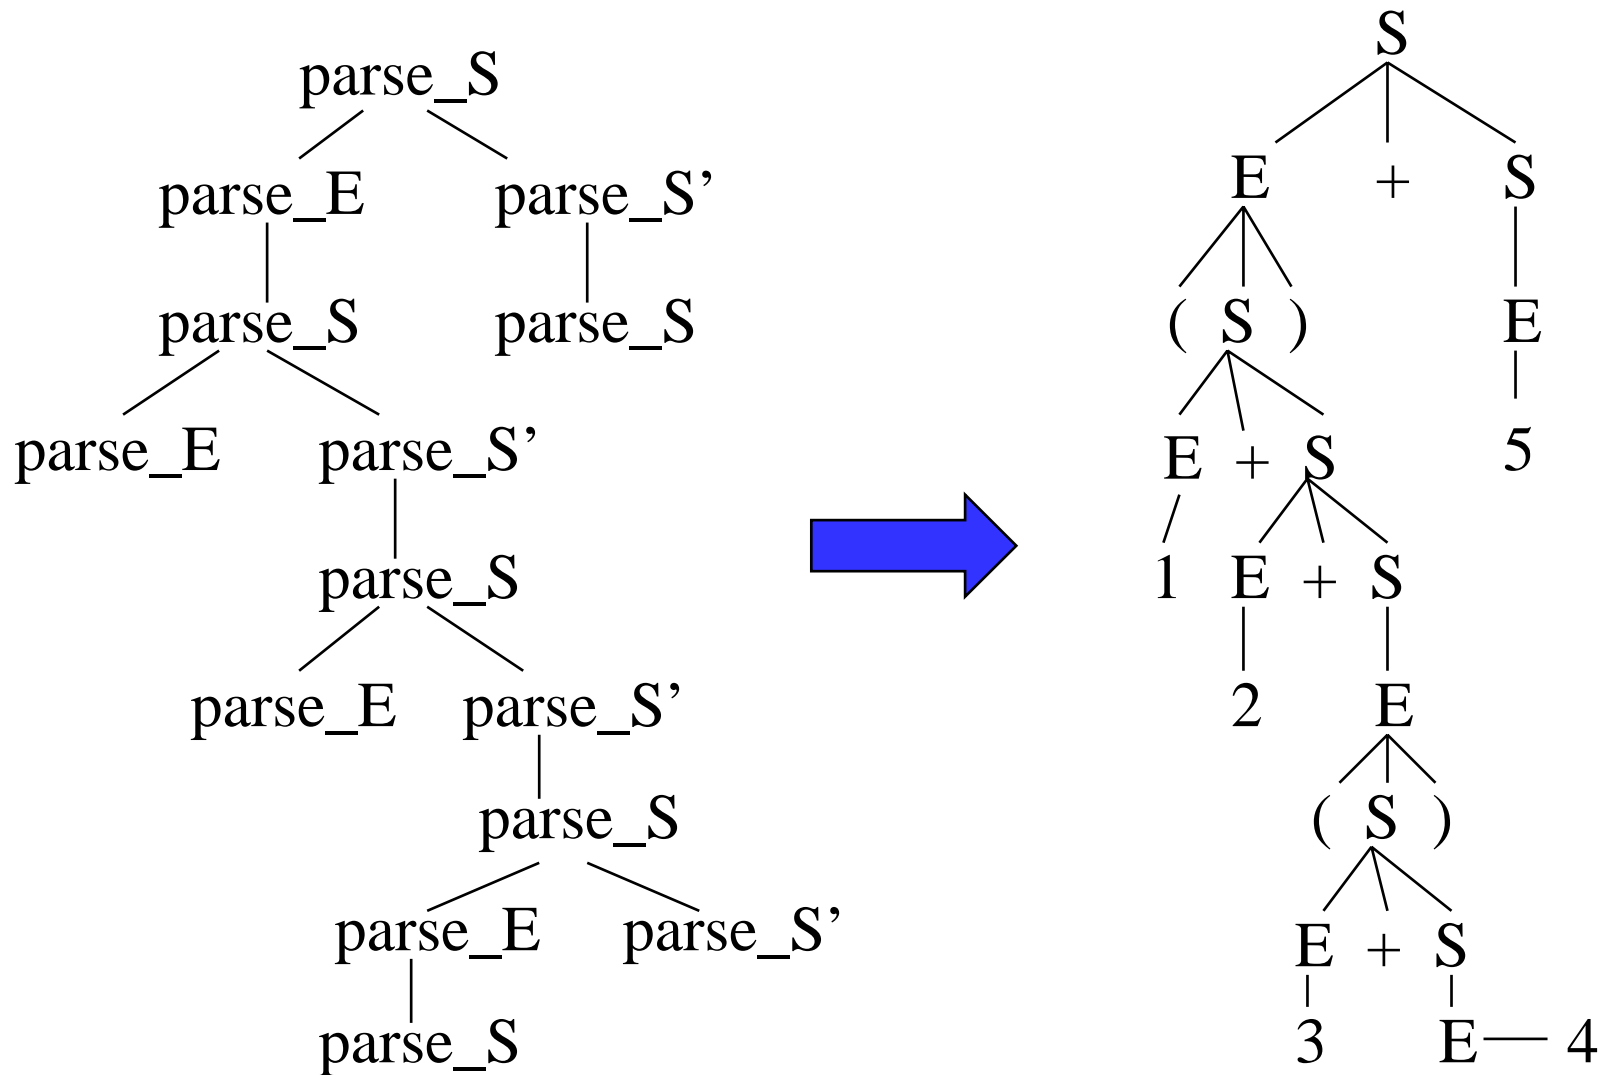 parse_S
parse_E parse_S’
parse_S parse_S
parse_E parse_S’
parse_S
parse_E parse_S’
parse_S
parse_E parse_S’
parse_S
S
E + S
( S ) E
E + S 5
1 E + S
2 E
( S )
E + S
3 E 4